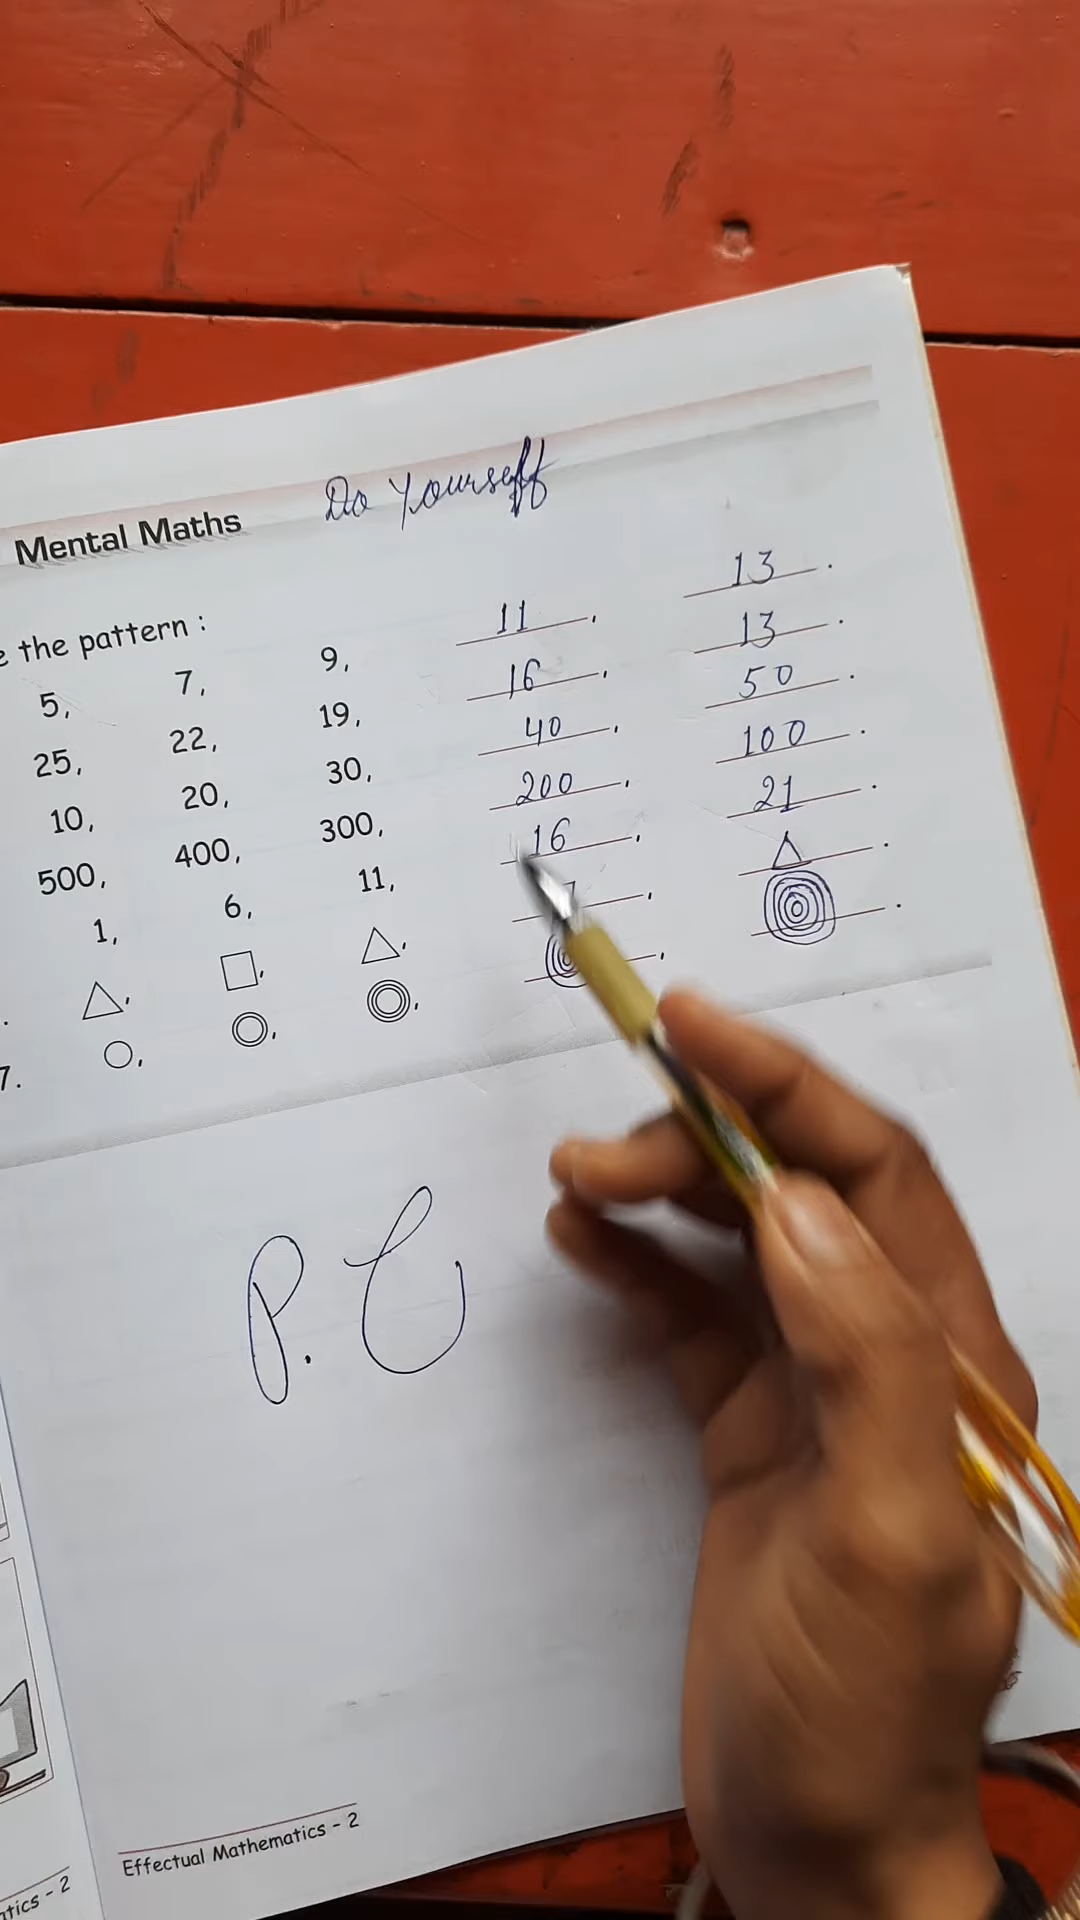 Do Yourself
Mental Maths
e the pattern :
5, 7, 9, 11. 13.
25, 22, 19, 16. 13.
10, 20, 30, 40. 50.
500, 400, 300, 200. 100.
1, 6, 11, 16. 21.
7.
P.
Effectual Mathematics - 2
tics - 2